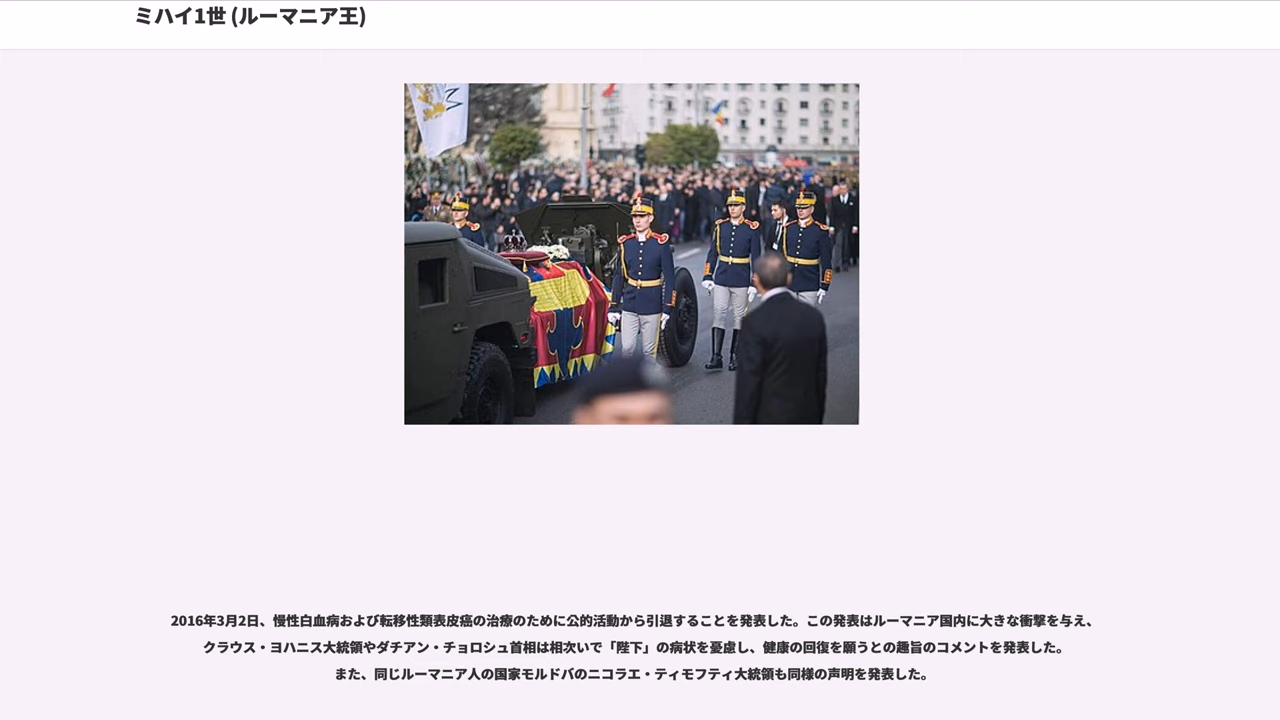 ミハイ1世 (ルーマニア王)
2016年3月2日、慢性白血病および転移性類表皮癌の治療のために公的活動から引退することを発表した。この発表はルーマニア国内に大きな衝撃を与え、
クラウス・ヨハニス大統領やダチアン・チョロシュ首相は相次いで「陛下」の病状を憂慮し、健康の回復を願うとの趣旨のコメントを発表した。
また、同じルーマニア人の国家モルドバのニコラエ・ティモフティ大統領も同様の声明を発表した。